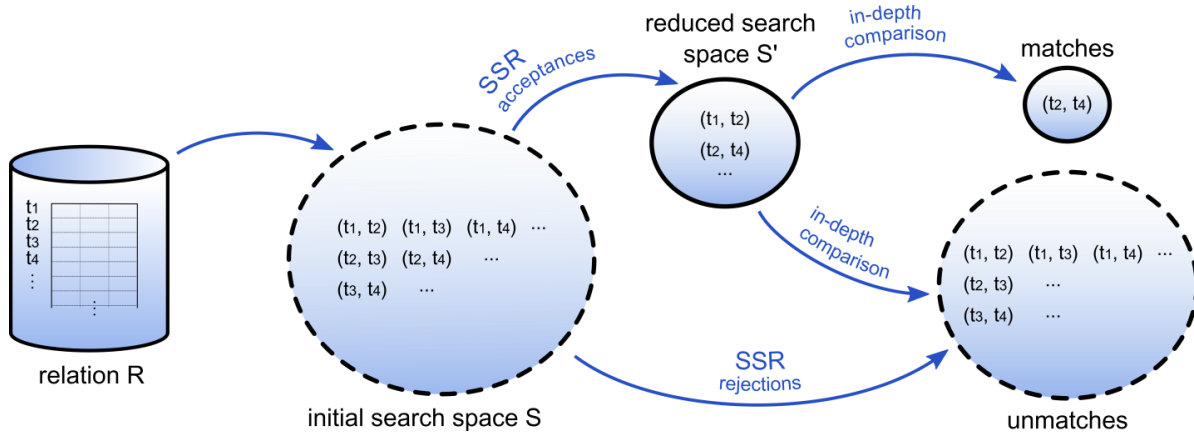 t1
t2
t3
t4
⋮
⋮
relation R
(t1, t2) (t1, t3) (t1, t4) ...
(t2, t3) (t2, t4) ...
(t3, t4) ...
initial search space S
SSR
acceptances
reduced search
space S'
(t1, t2)
(t2, t4)
...
in-depth
comparison
matches
(t2, t4)
in-depth
comparison
SSR
rejections
(t1, t2) (t1, t3) (t1, t4) ...
(t2, t3) ...
(t3, t4) ...
unmatches